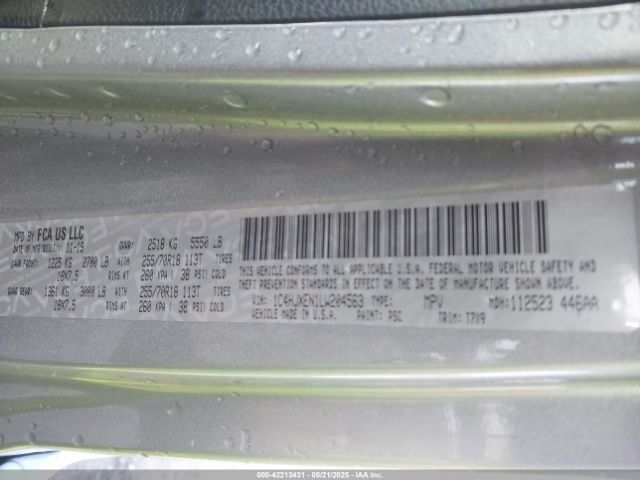 MFD BY FCA US LLC
DATE OF MFR 11-19 GVWR: 2518 KG 5550 LB
GAWR FRONT: 1225 KG 2700 LB WITH 255/70R18 113T TIRES
18X7.5 RIMS AT 260 KPA ( 38 PSI) COLD
GAWR REAR: 1361 KG 3000 LB WITH 255/70R18 113T TIRES
18X7.5 RIMS AT 260 KPA ( 38 PSI) COLD
THIS VEHICLE CONFORMS TO ALL APPLICABLE U.S.A. FEDERAL MOTOR VEHICLE SAFETY AND
THEFT PREVENTION STANDARDS IN EFFECT ON THE DATE OF MANUFACTURE SHOWN ABOVE.
VIN: 1C4HJXEN1LW204563 TYPE: MPV MDH: 112523 446AA
VEHICLE MADE IN U.S.A. PAINT: PSC TRIM: T7X9
000-42213431 - 05/21/2025 - IAAI.COM